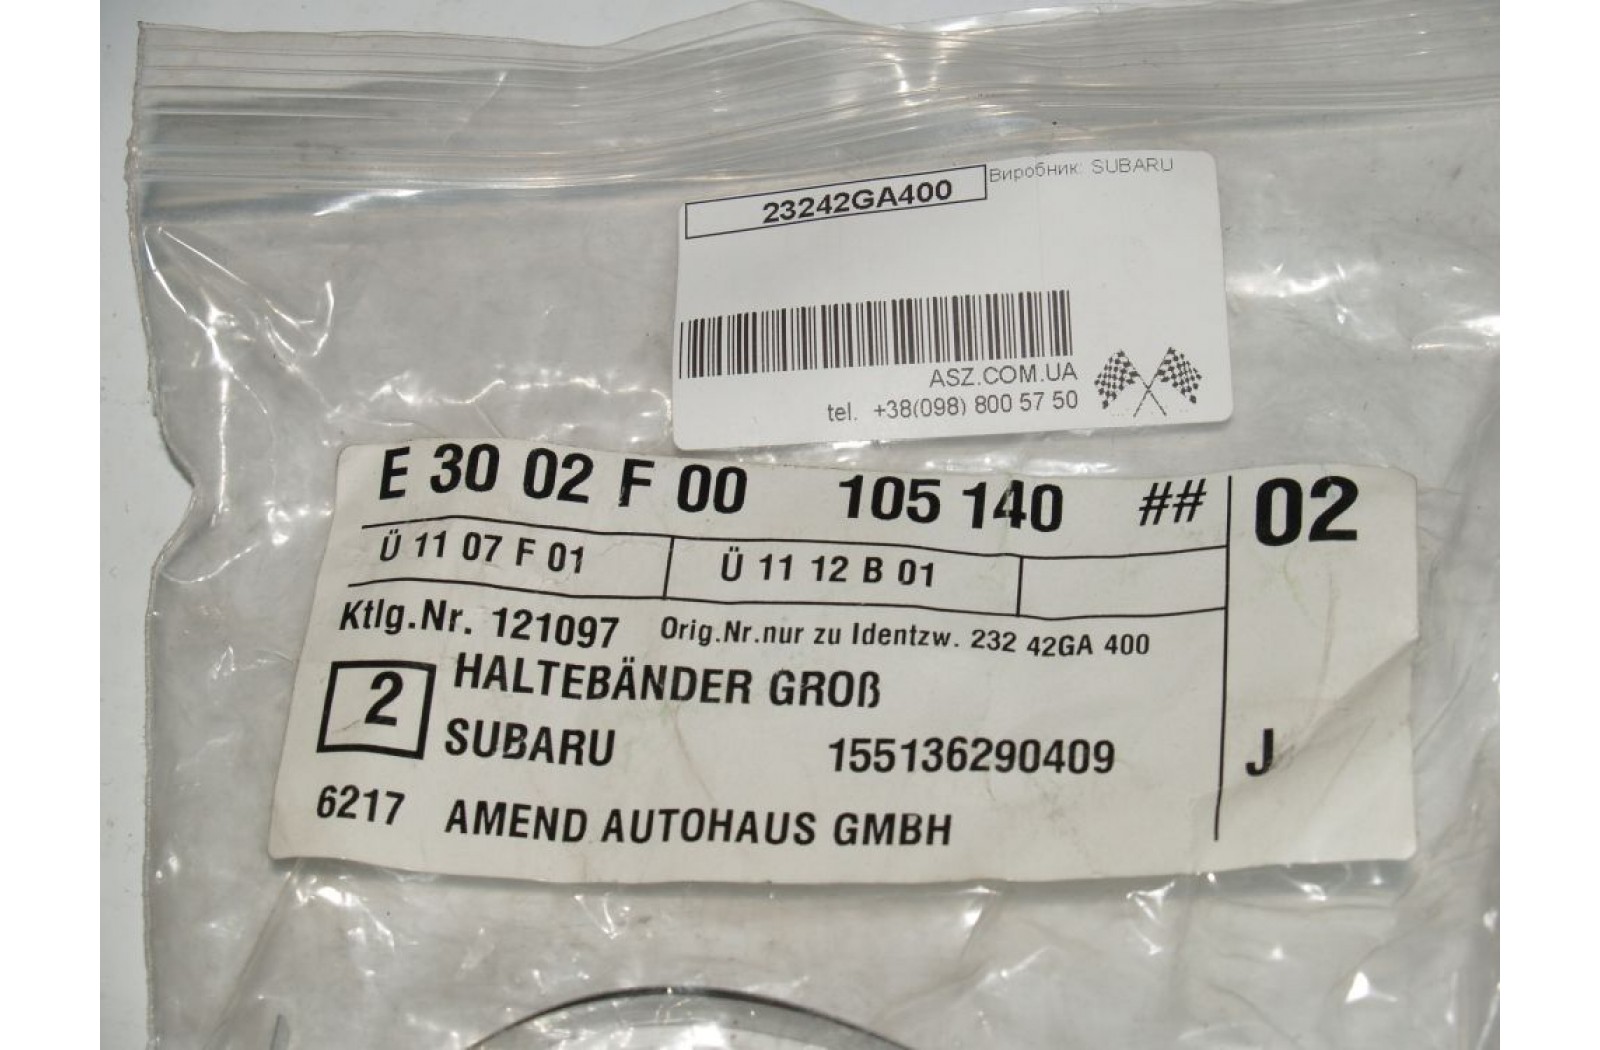 23242GA400 Виробник: SUBARU
ASZ.COM.UA
tel. +38(098) 800 57 50
E 30 02 F 00 105 140 ## 02
Ü 11 07 F 01 Ü 11 12 B 01
Ktlg.Nr. 121097 Orig.Nr.nur zu Identzw. 232 42GA 400
2 HALTEBÄNDER GROß
SUBARU 155136290409 J
6217 AMEND AUTOHAUS GMBH